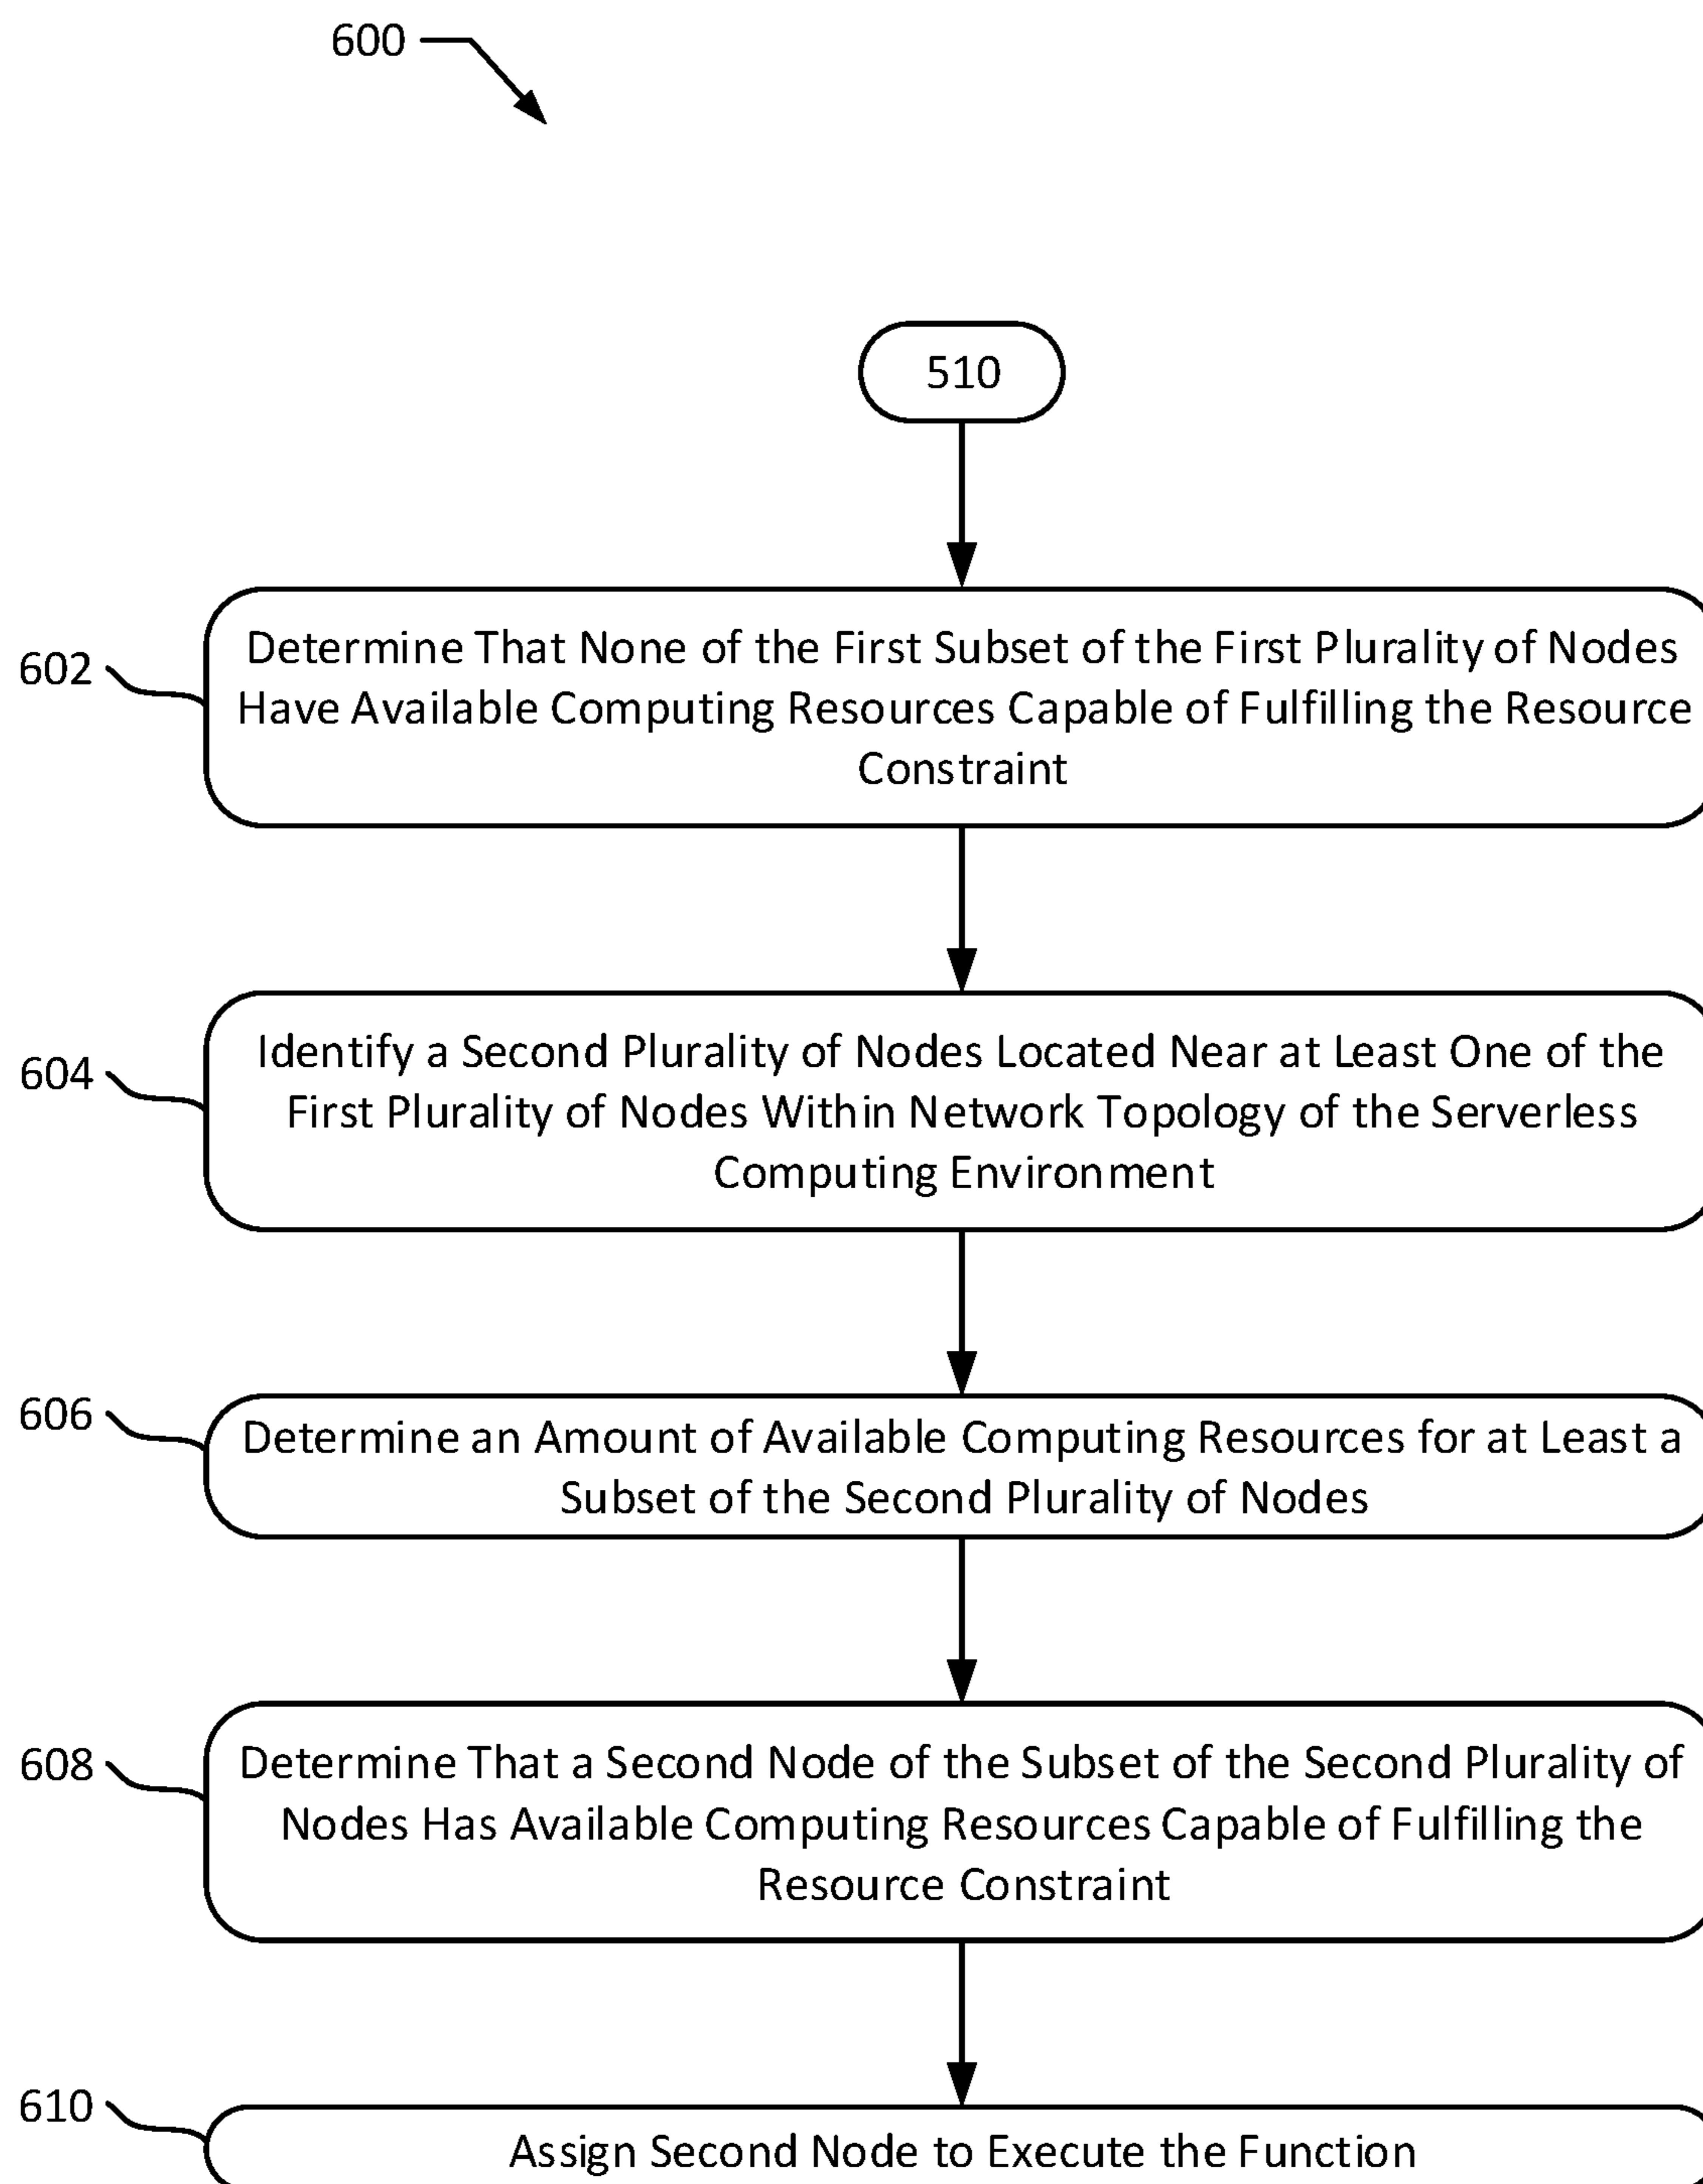 600
510
602
Determine That None of the First Subset of the First Plurality of Nodes
Have Available Computing Resources Capable of Fulfilling the Resource
Constraint
604
Identify a Second Plurality of Nodes Located Near at Least One of the
First Plurality of Nodes Within Network Topology of the Serverless
Computing Environment
606
Determine an Amount of Available Computing Resources for at Least a
Subset of the Second Plurality of Nodes
608
Determine That a Second Node of the Subset of the Second Plurality of
Nodes Has Available Computing Resources Capable of Fulfilling the
Resource Constraint
610
Assign Second Node to Execute the Function